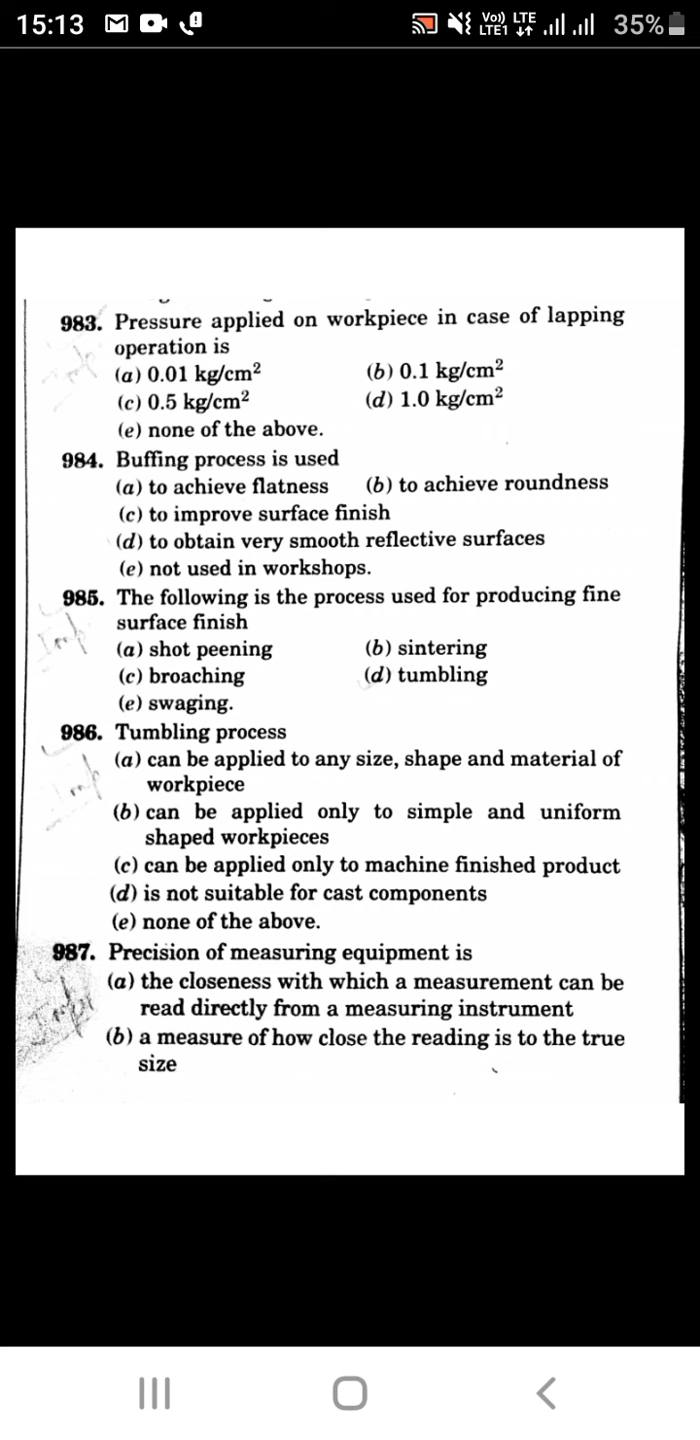 15:13
Vo)) LTE
LTE1
35%
983. Pressure applied on workpiece in case of lapping
operation is
(a) 0.01 kg/cm²
(b) 0.1 kg/cm²
(c) 0.5 kg/cm²
(d) 1.0 kg/cm²
(e) none of the above.
984. Buffing process is used
(a) to achieve flatness
(b) to achieve roundness
(c) to improve surface finish
(d) to obtain very smooth reflective surfaces
(e) not used in workshops.
985. The following is the process used for producing fine
surface finish
(a) shot peening
(b) sintering
(c) broaching
(d) tumbling
(e) swaging.
986. Tumbling process
(a) can be applied to any size, shape and material of
workpiece
(b) can be applied only to simple and uniform
shaped workpieces
(c) can be applied only to machine finished product
(d) is not suitable for cast components
(e) none of the above.
987. Precision of measuring equipment is
(a) the closeness with which a measurement can be
read directly from a measuring instrument
(b) a measure of how close the reading is to the true
size